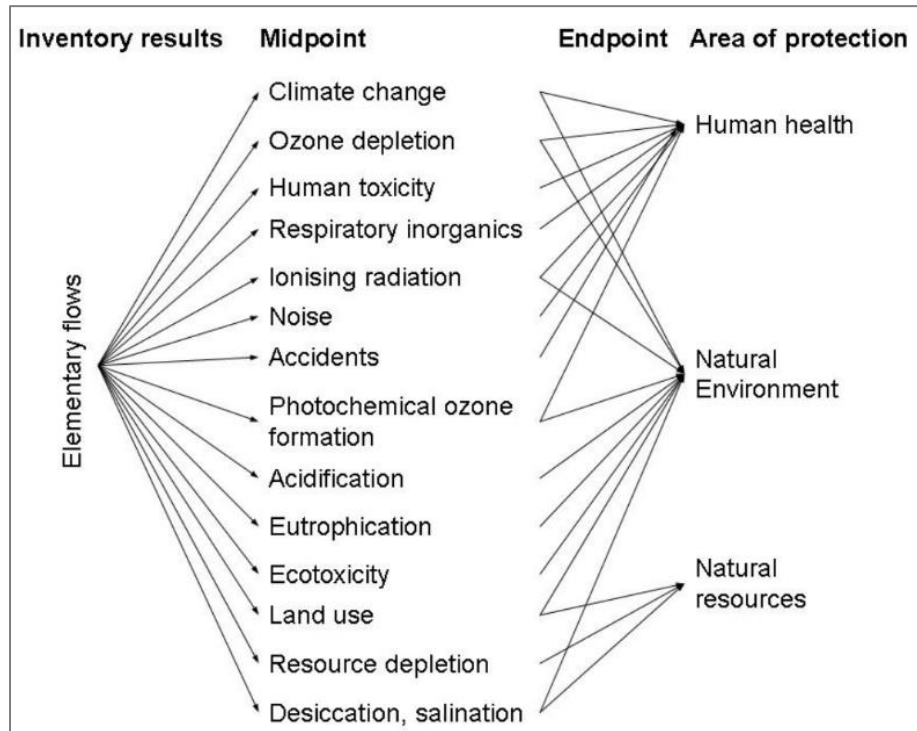 Inventory results Midpoint Endpoint Area of protection
Elementary flows
Climate change
Ozone depletion
Human toxicity
Respiratory inorganics
Ionising radiation
Noise
Accidents
Photochemical ozone
formation
Acidification
Eutrophication
Ecotoxicity
Land use
Resource depletion
Desiccation, salination
Human health
Natural
Environment
Natural
resources